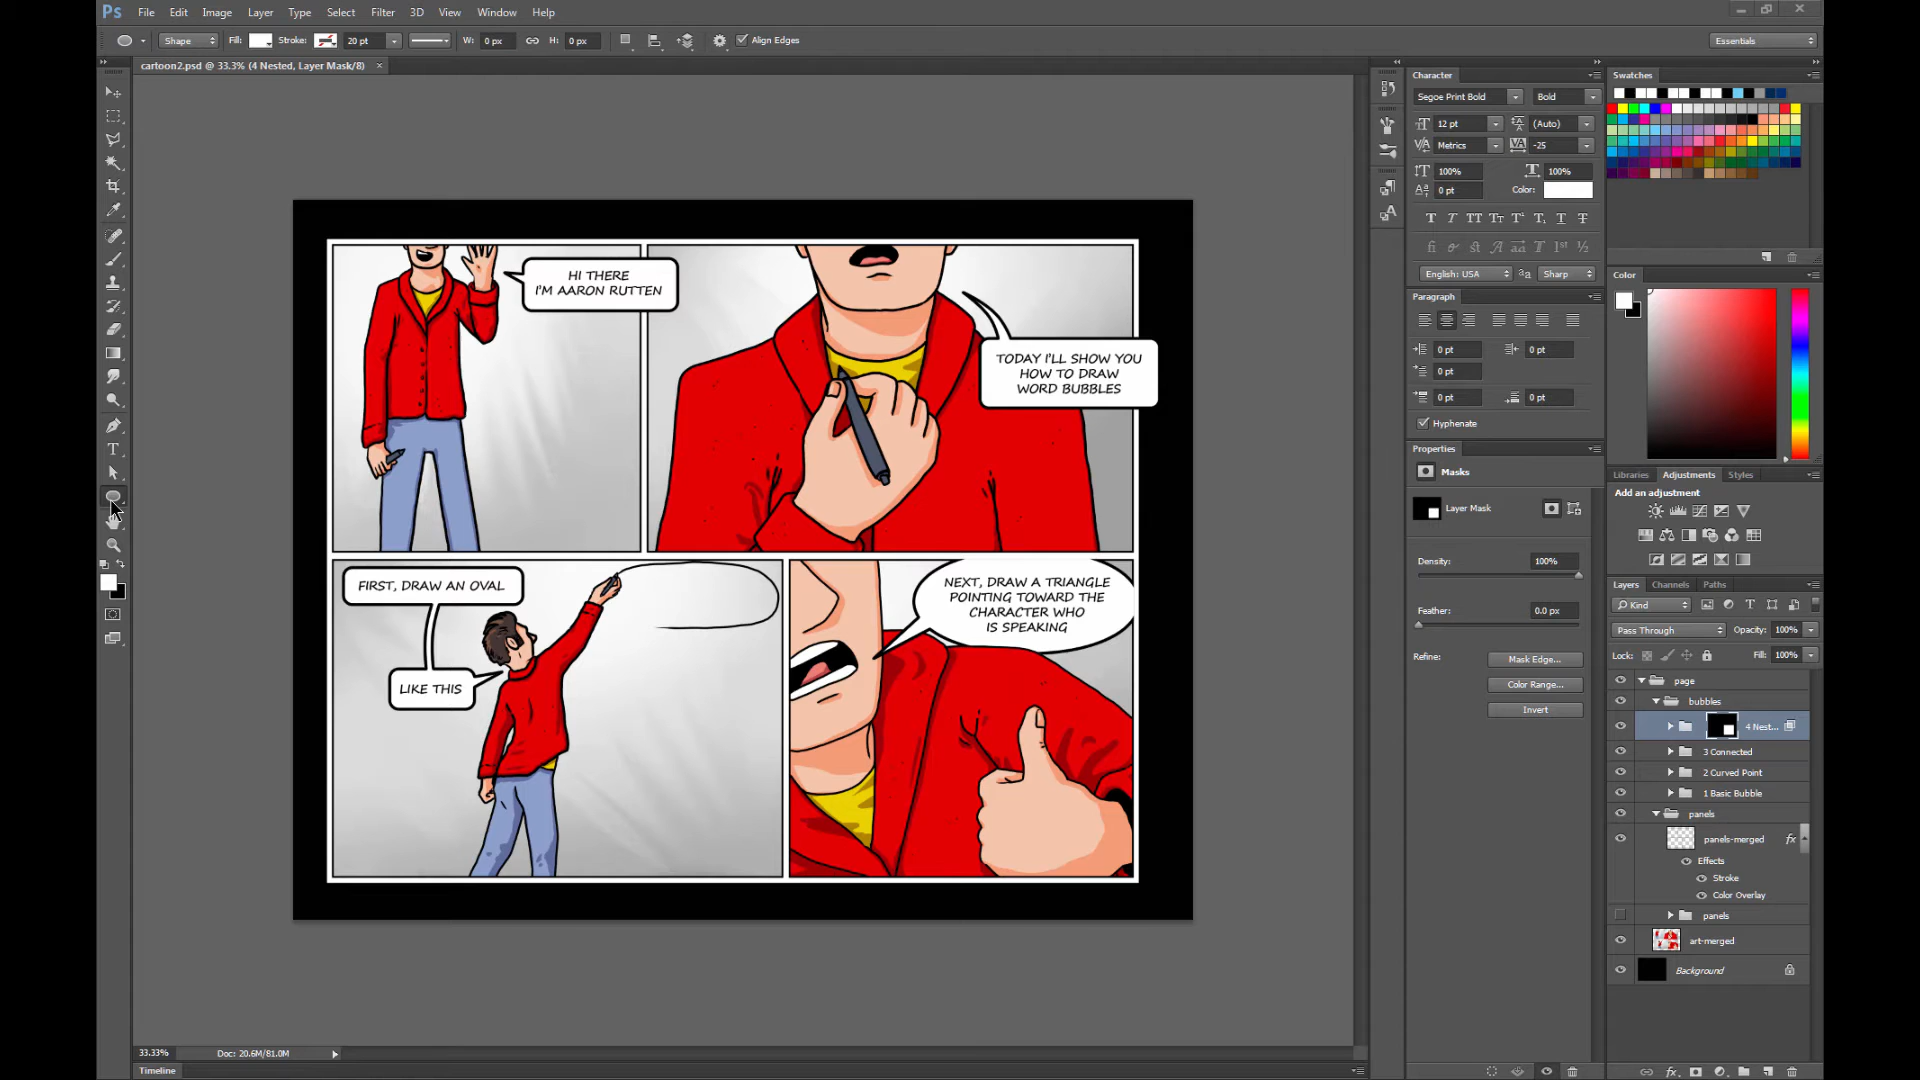 Ps File Edit Image Layer Type Select Filter 3D View Window Help
Shape Fill: Stroke: 20 pt W: 0 px H: 0 px Align Edges Essentials
cartoon2.psd @ 33.3% (4 Nested, Layer Mask/8) ×
HI THERE
I'M AARON RUTTEN
TODAY I'LL SHOW YOU
HOW TO DRAW
WORD BUBBLES
FIRST, DRAW AN OVAL
LIKE THIS
NEXT, DRAW A TRIANGLE
POINTING TOWARD THE
CHARACTER WHO
IS SPEAKING
33.33% Doc: 20.6M/81.0M
Timeline
Character
Segoe Print Bold Bold
12 pt (Auto)
Metrics -25
100% 100%
0 pt Color:
English: USA aa Sharp
Paragraph
0 pt 0 pt
0 pt
0 pt 0 pt
Hyphenate
Properties
Masks
Layer Mask
Density: 100%
Feather: 0.0 px
Refine: Mask Edge...
Color Range...
Invert
Swatches
Color
Libraries Adjustments Styles
Add an adjustment
Layers Channels Paths
Kind
Pass Through Opacity: 100%
Lock: Fill: 100%
page
bubbles
4 Nest...
3 Connected
2 Curved Point
1 Basic Bubble
panels
panels-merged fx
Effects
Stroke
Color Overlay
panels
art-merged
Background